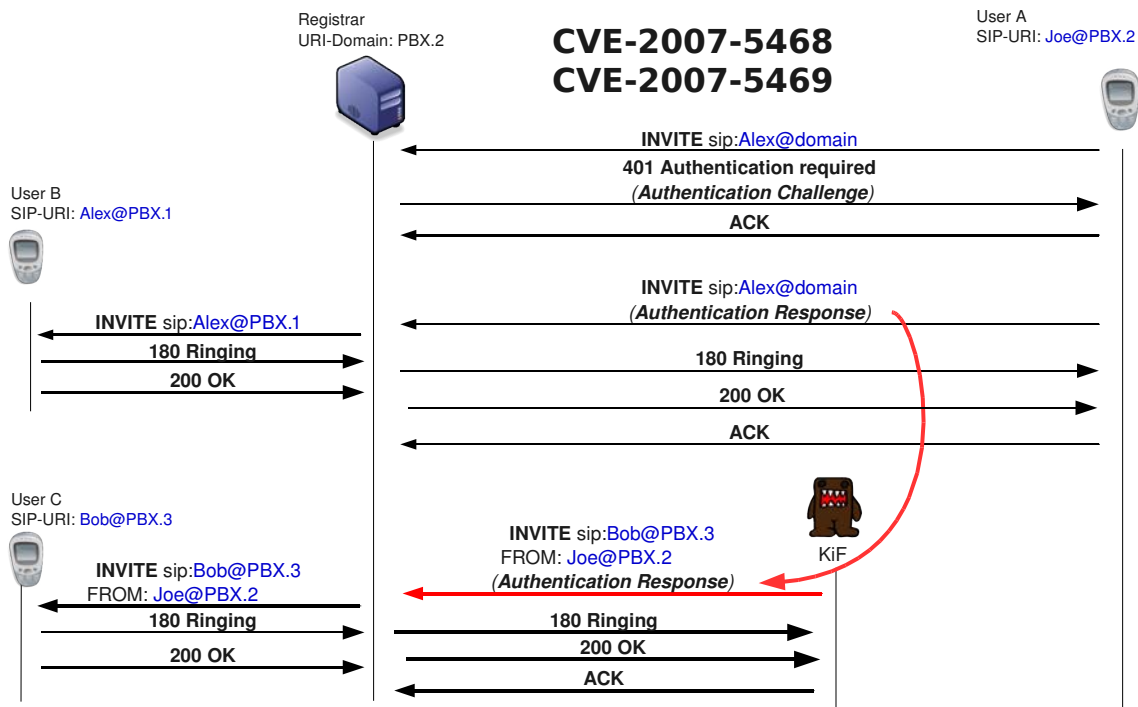 Registrar
URI-Domain: PBX.2
CVE-2007-5468
CVE-2007-5469
User A
SIP-URI: Joe@PBX.2
INVITE sip:Alex@domain
401 Authentication required
(Authentication Challenge)
ACK
User B
SIP-URI: Alex@PBX.1
INVITE sip:Alex@domain
(Authentication Response)
INVITE sip:Alex@PBX.1
180 Ringing
200 OK
180 Ringing
200 OK
ACK
User C
SIP-URI: Bob@PBX.3
KiF
INVITE sip:Bob@PBX.3
FROM: Joe@PBX.2
(Authentication Response)
INVITE sip:Bob@PBX.3
FROM: Joe@PBX.2
180 Ringing
200 OK
180 Ringing
200 OK
ACK